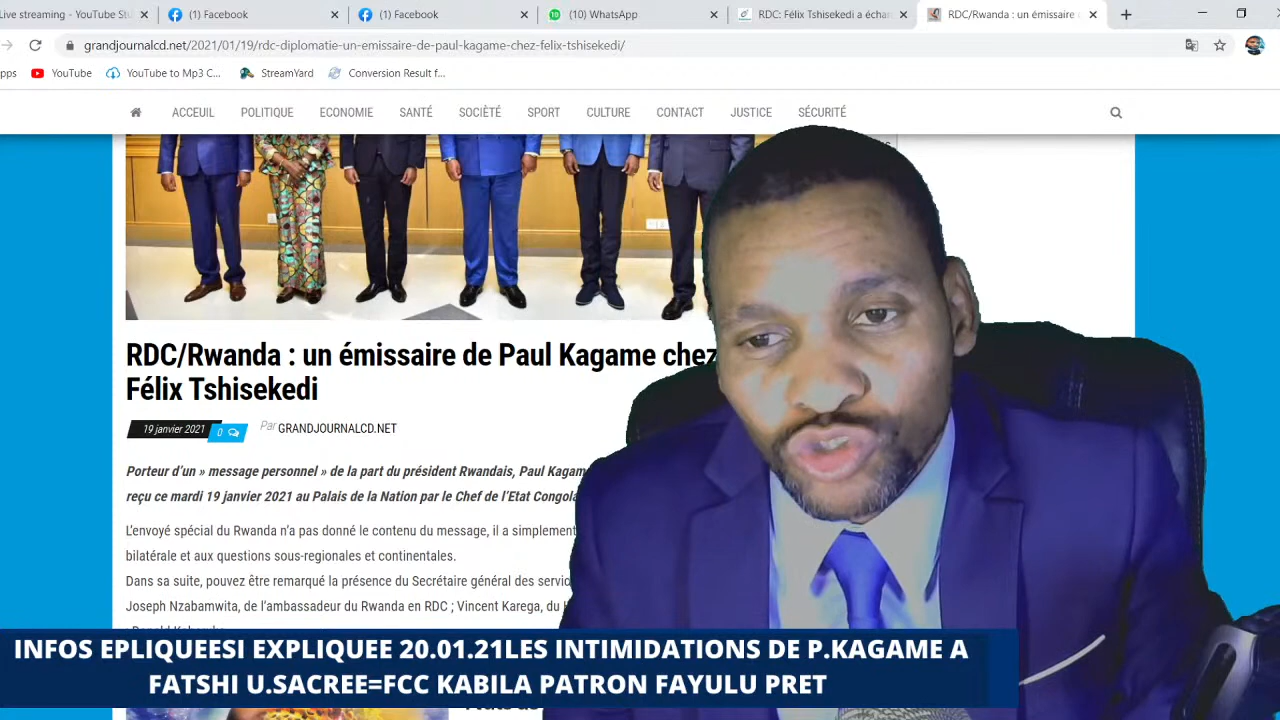 Live streaming - YouTube Stu
(1) Facebook
(1) Facebook
(10) WhatsApp
RDC: Félix Tshisekedi a échan
RDC/Rwanda : un émissaire
grandjournalcd.net/2021/01/19/rdc-diplomatie-un-emissaire-de-paul-kagame-chez-felix-tshisekedi/
pps
YouTube
YouTube to Mp3 C...
StreamYard
Conversion Result f...
ACCEUIL
POLITIQUE
ECONOMIE
SANTÉ
SOCIÈTÉ
SPORT
CULTURE
CONTACT
JUSTICE
SÉCURITÉ
RDC/Rwanda : un émissaire de Paul Kagame chez
Félix Tshisekedi
19 janvier 2021
0
Par GRANDJOURNALCD.NET
Porteur d'un » message personnel » de la part du président Rwandais, Paul Kagam
reçu ce mardi 19 janvier 2021 au Palais de la Nation par le Chef de l'Etat Congola
L'envoyé spécial du Rwanda n'a pas donné le contenu du message, il a simplement
bilatérale et aux questions sous-regionales et continentales.
Dans sa suite, pouvez être remarqué la présence du Secrétaire général des servic
Joseph Nzabamwita, de l'ambassadeur du Rwanda en RDC ; Vincent Karega, du
INFOS EPLIQUEESI EXPLIQUEE 20.01.21LES INTIMIDATIONS DE P.KAGAME A
FATSHI U.SACREE=FCC KABILA PATRON FAYULU PRET